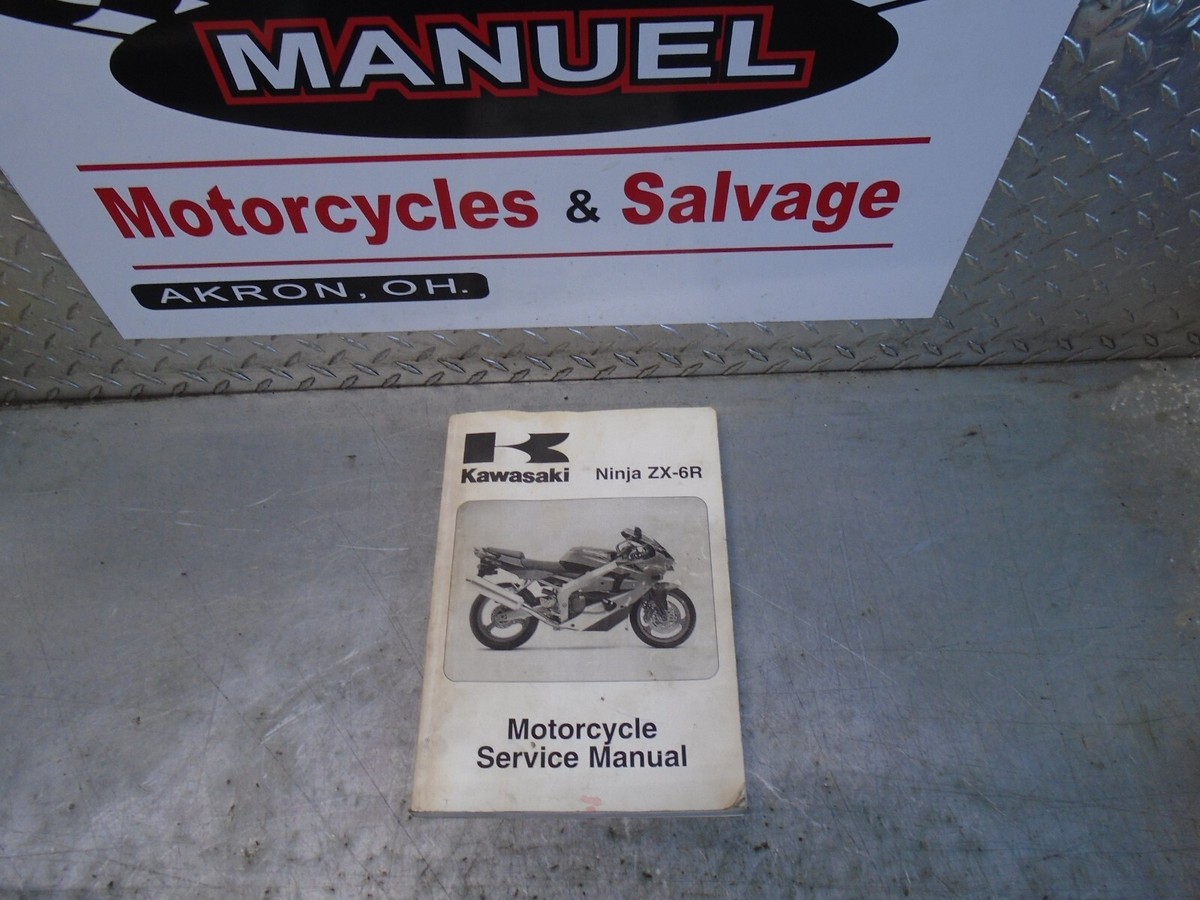 MANUEL
Motorcycles & Salvage
AKRON, OH.
Kawasaki Ninja ZX-6R
Motorcycle
Service Manual